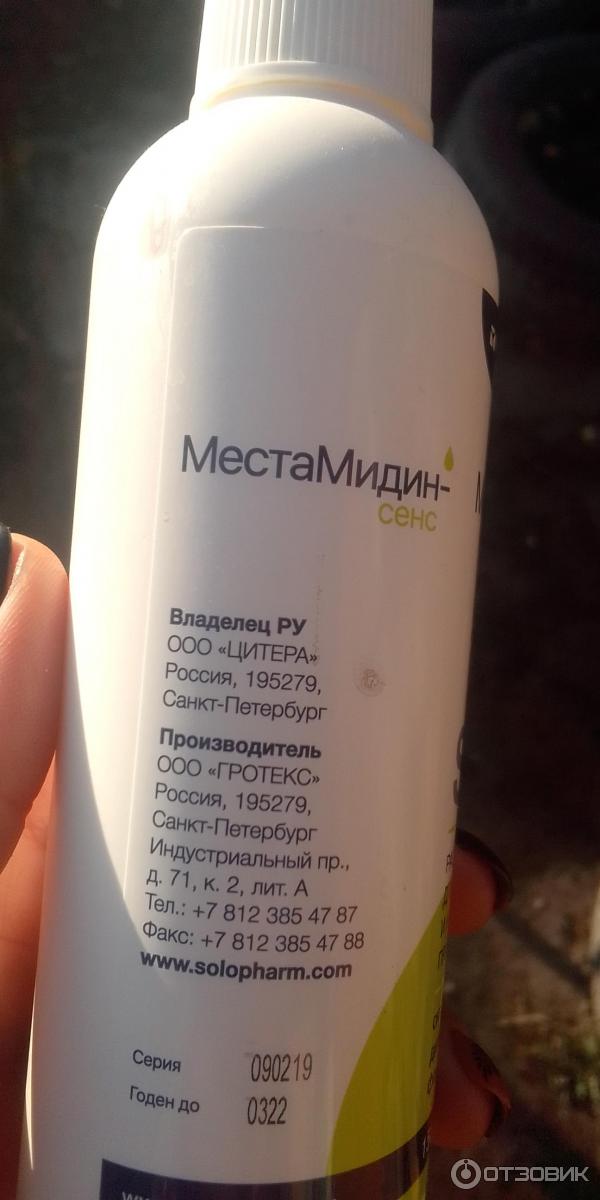 МестаМидин-
сенс
Владелец РУ
ООО «ЦИТЕРА»
Россия, 195279,
Санкт-Петербург
Производитель
ООО «ГРОТЕКС»
Россия, 195279,
Санкт-Петербург
Индустриальный пр.,
д. 71, к. 2, лит. А
Тел.: +7 812 385 47 87
Факс: +7 812 385 47 88
www.solopharm.com
Серия 090219
Годен до 0322
ОТЗОВИК